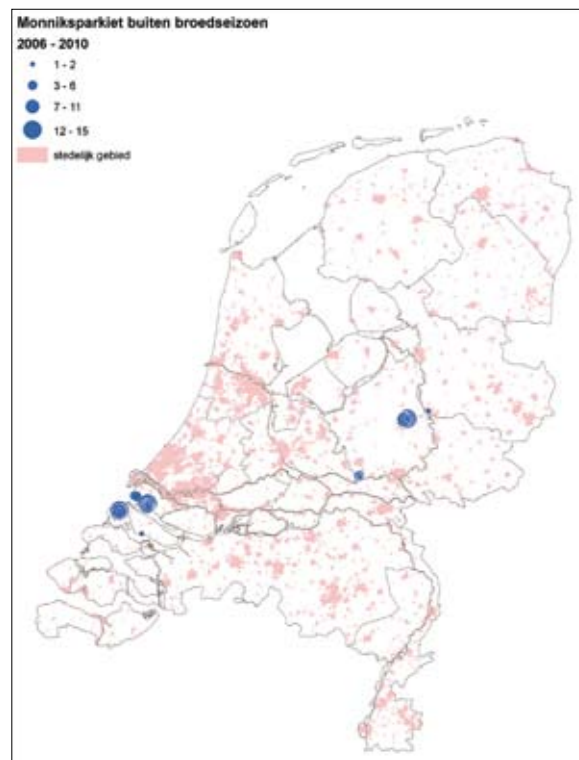 Monniksparkiet buiten broedseizoen
2006 - 2010
1 - 2
3 - 6
7 - 11
12 - 15
stedelijk gebied